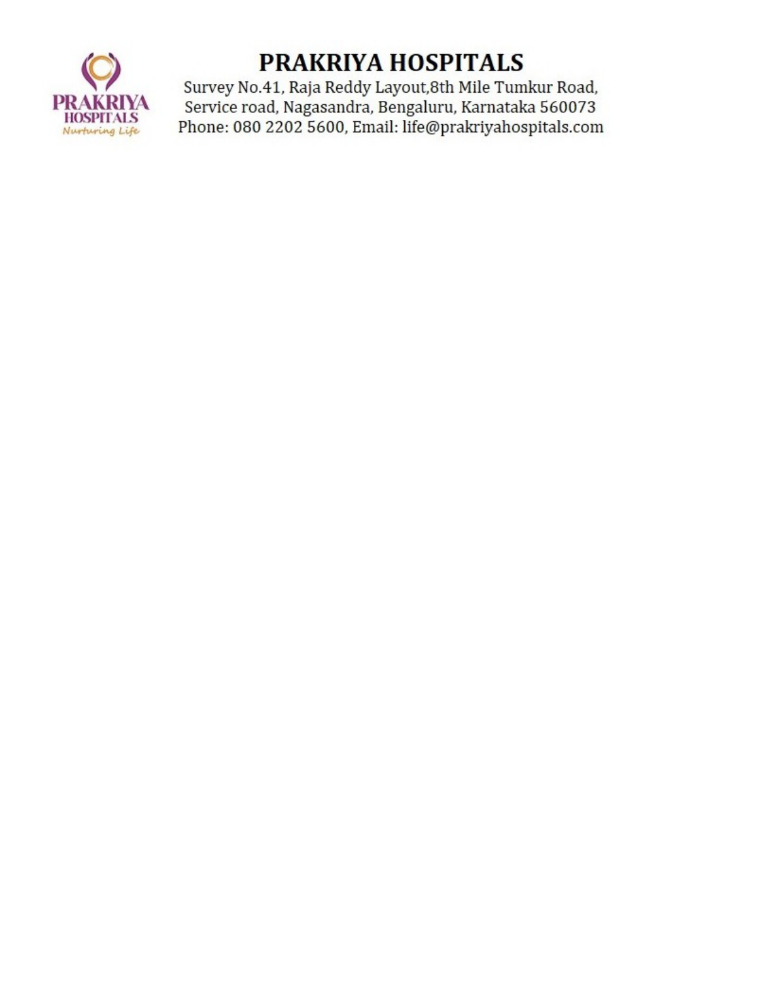 PRAKRIYA
HOSPITALS
Nurturing Life
PRAKRIYA HOSPITALS
Survey No.41, Raja Reddy Layout,8th Mile Tumkur Road,
Service road, Nagasandra, Bengaluru, Karnataka 560073
Phone: 080 2202 5600, Email: life@prakriyahospitals.com